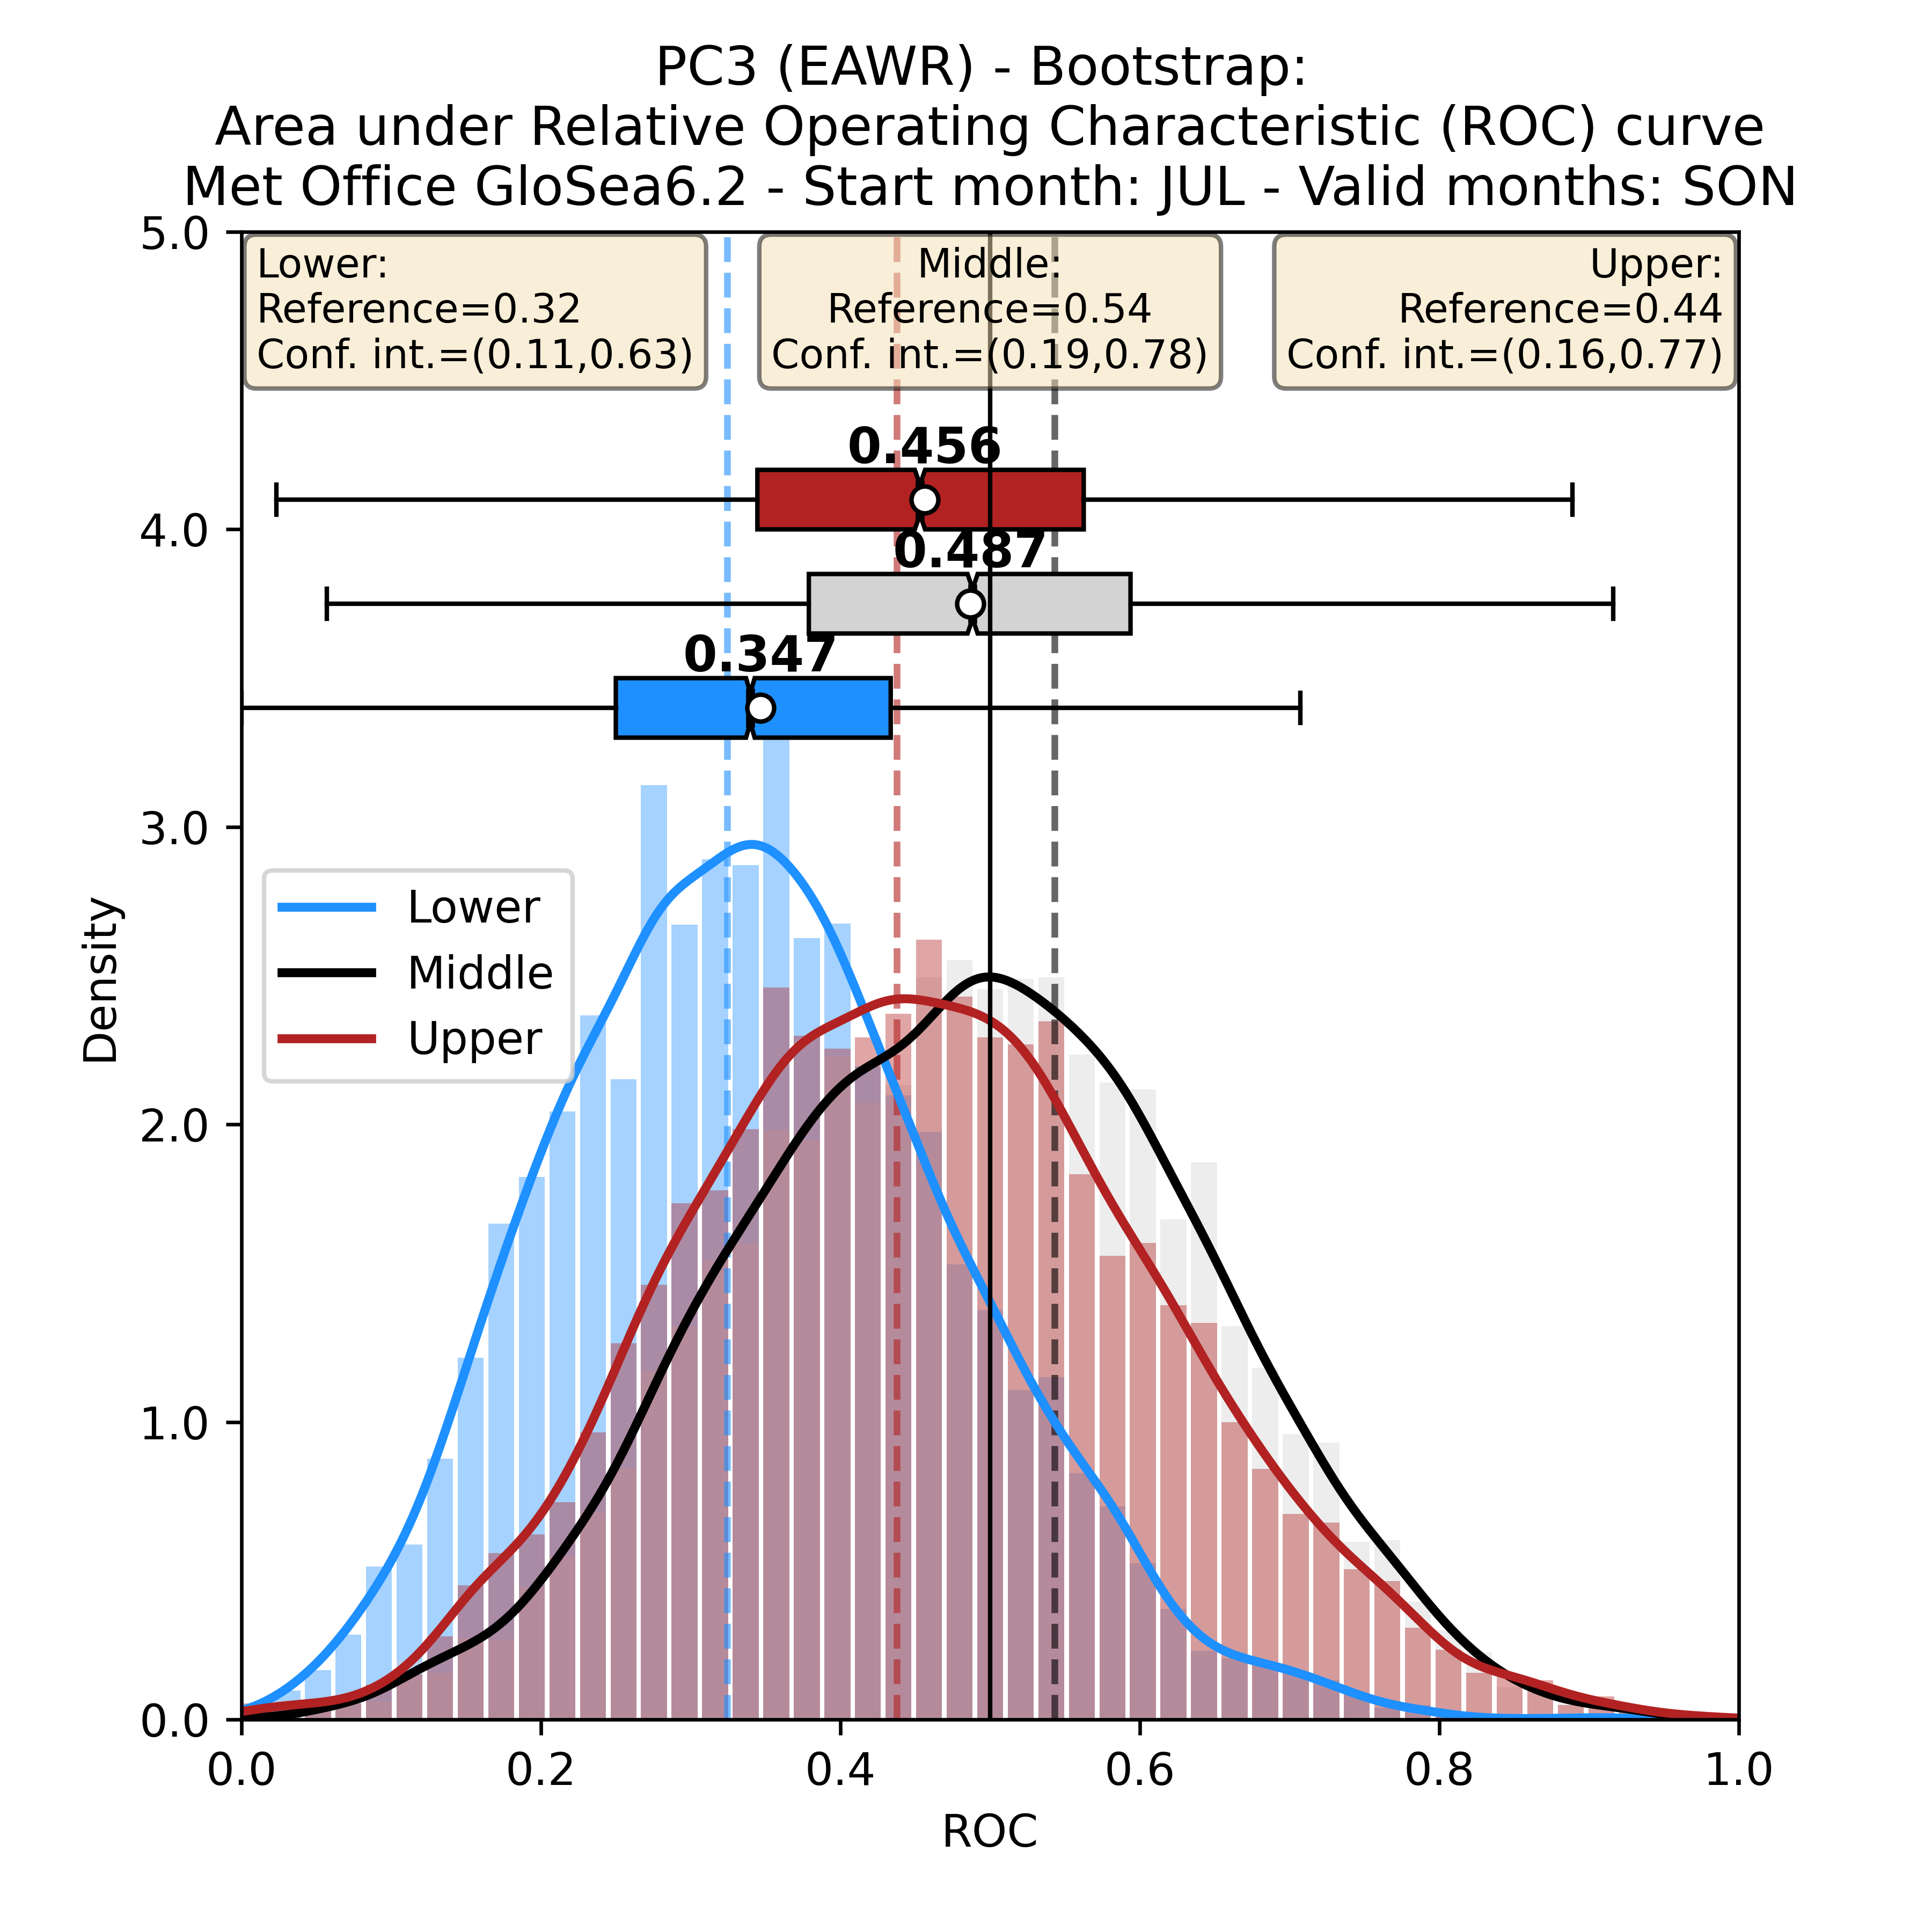 PC3 (EAWR) - Bootstrap:
Area under Relative Operating Characteristic (ROC) curve
Met Office GloSea6.2 - Start month: JUL - Valid months: SON
Lower:
Reference=0.32
Conf. int.=(0.11,0.63)
Middle:
Reference=0.54
Conf. int.=(0.19,0.78)
Upper:
Reference=0.44
Conf. int.=(0.16,0.77)
0.456
0.487
0.347
Lower
Middle
Upper
Density
5.0
4.0
3.0
2.0
1.0
0.0
0.0 0.2 0.4 0.6 0.8 1.0
ROC